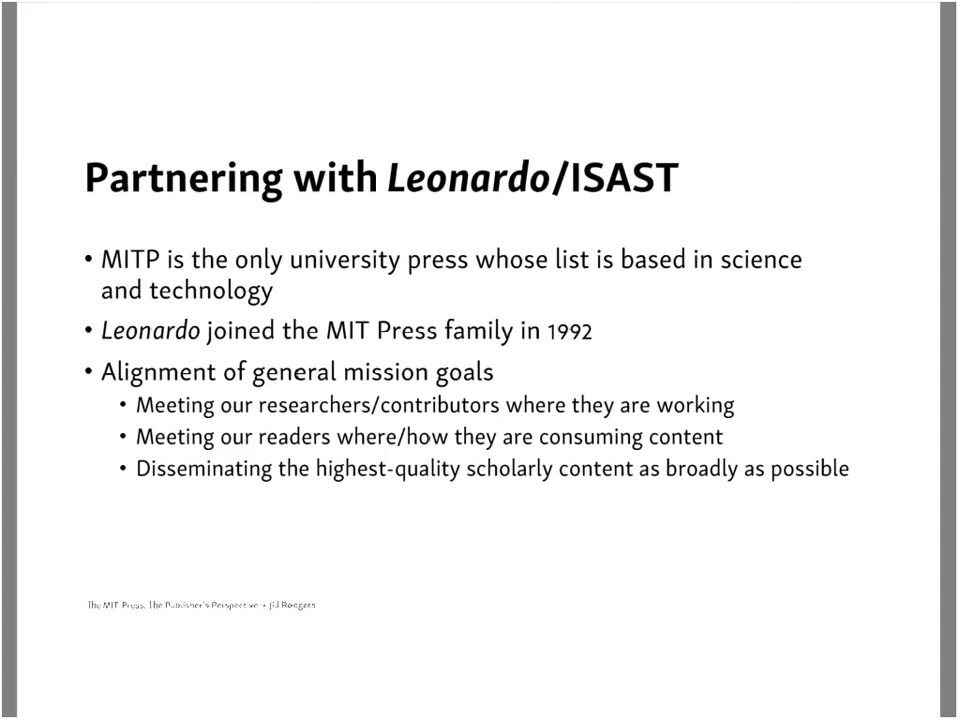 Partnering with Leonardo/ISAST
• MITP is the only university press whose list is based in science
and technology
• Leonardo joined the MIT Press family in 1992
• Alignment of general mission goals
• Meeting our researchers/contributors where they are working
• Meeting our readers where/how they are consuming content
• Disseminating the highest-quality scholarly content as broadly as possible
The MIT Press: The Publisher's Perspective • Jill Rodgers